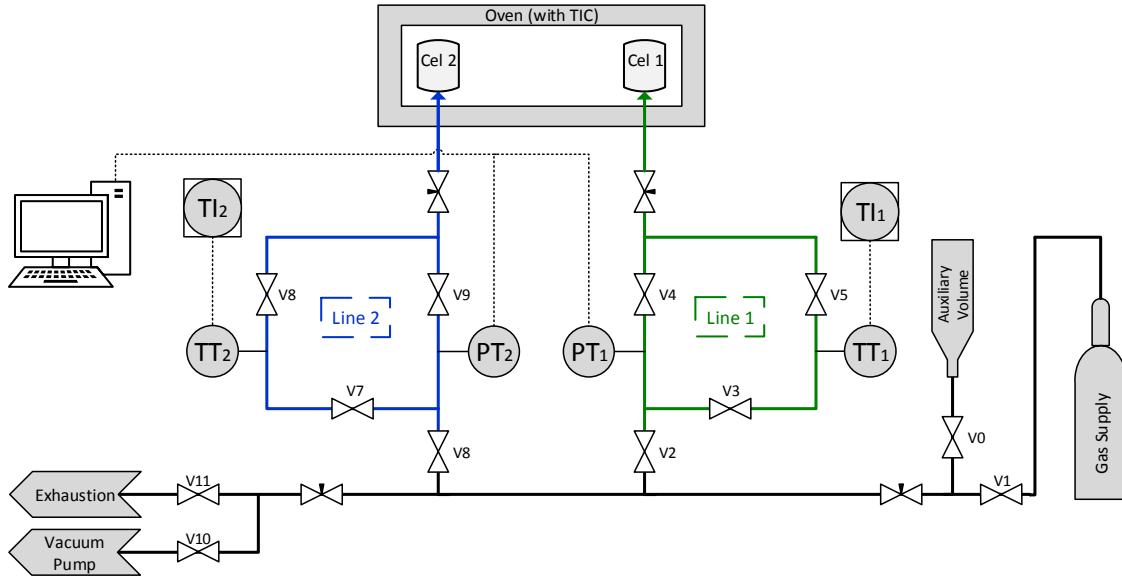 Oven (with TIC)
Cel 2
Cel 1
TI2
TI1
V8
V9
V4
V5
Line 2
Line 1
Auxiliary
Volume
TT2
PT2
PT1
TT1
V7
V3
V8
V2
V0
Gas Supply
Exhaustion
V11
V1
Vacuum
Pump
V10